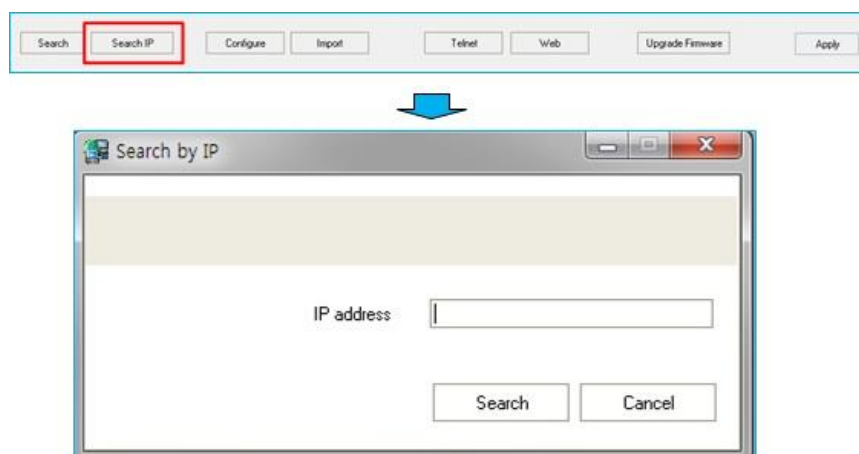 Search Search IP Configure Import Telnet Web Upgrade Firmware Apply
Search by IP
IP address
Search Cancel